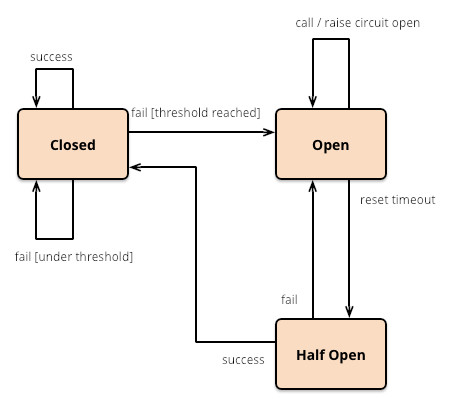 call / raise circuit open
success
fail [threshold reached]
Closed
Open
reset timeout
fail [under threshold]
fail
Half Open
success